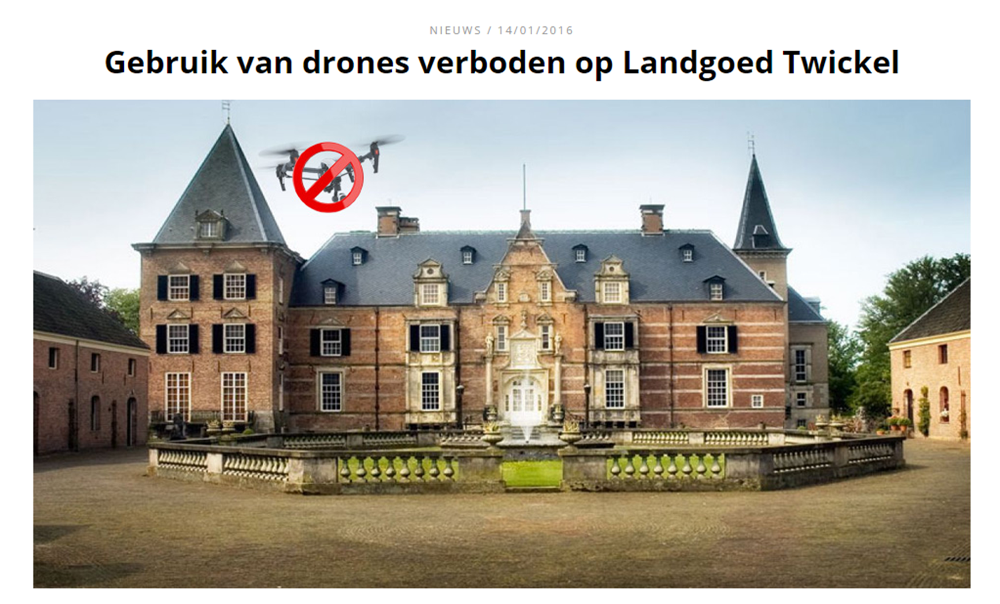 NIEUWS / 14/01/2016
Gebruik van drones verboden op Landgoed Twickel